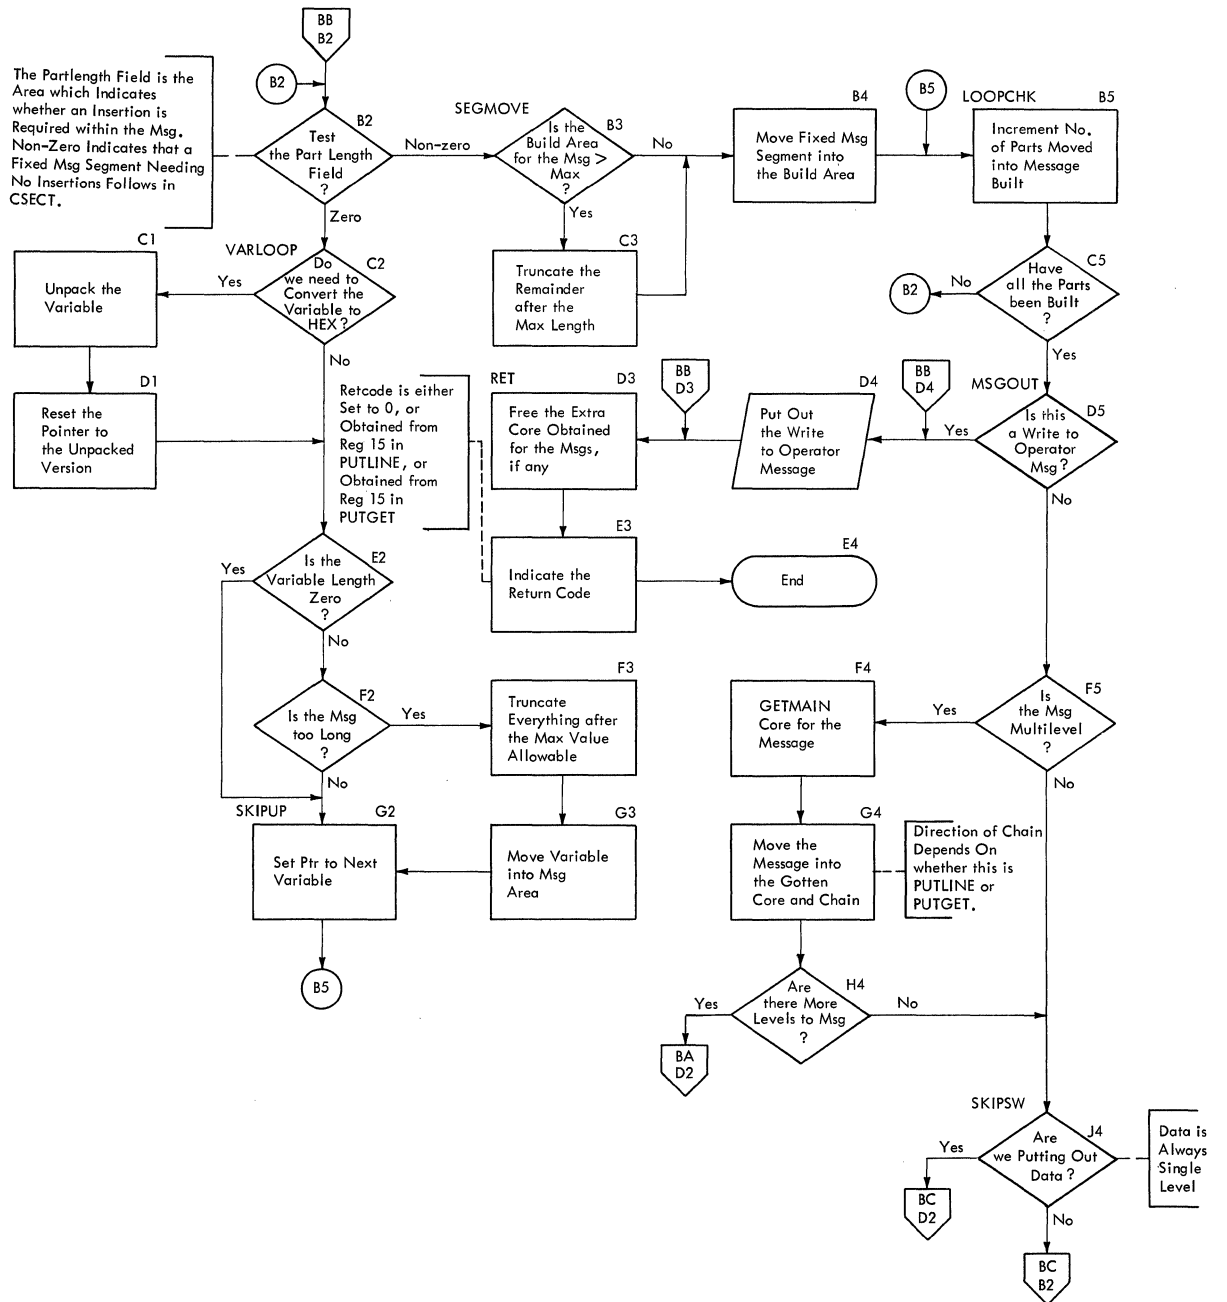 BB
B2
The Partlength Field is the
Area which Indicates
whether an Insertion is
Required within the Msg.
Non-Zero Indicates that a
Fixed Msg Segment Needing
No Insertions Follows in
CSECT.
B2
B2
Test
the Part Length
Field
?
Non-zero
Zero
SEGMOVE
B3
Is the
Build Area
for the Msg >
Max
?
No
Yes
B4
Move Fixed Msg
Segment into
the Build Area
B5
LOOPCHK
B5
Increment No.
of Parts Moved
into Message
Built
C1
Unpack the
Variable
Yes
VARLOOP
C2
Do
we need to
Convert the
Variable to
HEX?
No
C3
Truncate the
Remainder
after the
Max Length
B2
No
C5
Have
all the Parts
been Built
?
Yes
D1
Reset the
Pointer to
the Unpacked
Version
Retcode is either
Set to 0, or
Obtained from
Reg 15 in
PUTLINE, or
Obtained from
Reg 15 in
PUTGET
RET
D3
Free the Extra
Core Obtained
for the Msgs,
if any
BB
D3
D4
Put Out
the Write
to Operator
Message
BB
D4
Yes
MSGOUT
D5
Is this
a Write to
Operator
Msg?
No
Yes
E2
Is the
Variable Length
Zero
?
No
E3
Indicate the
Return Code
E4
End
F2
Is the Msg
too Long
?
Yes
No
F3
Truncate
Everything after
the Max Value
Allowable
F4
GETMAIN
Core for the
Message
Yes
F5
Is
the Msg
Multilevel
?
No
SKIPUP
G2
Set Ptr to Next
Variable
G3
Move Variable
into Msg
Area
G4
Move the
Message into
the Gotten
Core and Chain
Direction of Chain
Depends On
whether this is
PUTLINE or
PUTGET.
B5
Yes
H4
Are
there More
Levels to Msg
?
No
BA
D2
SKIPSW
J4
Are
we Putting Out
Data?
Yes
No
Data is
Always
Single
Level
BC
D2
BC
B2